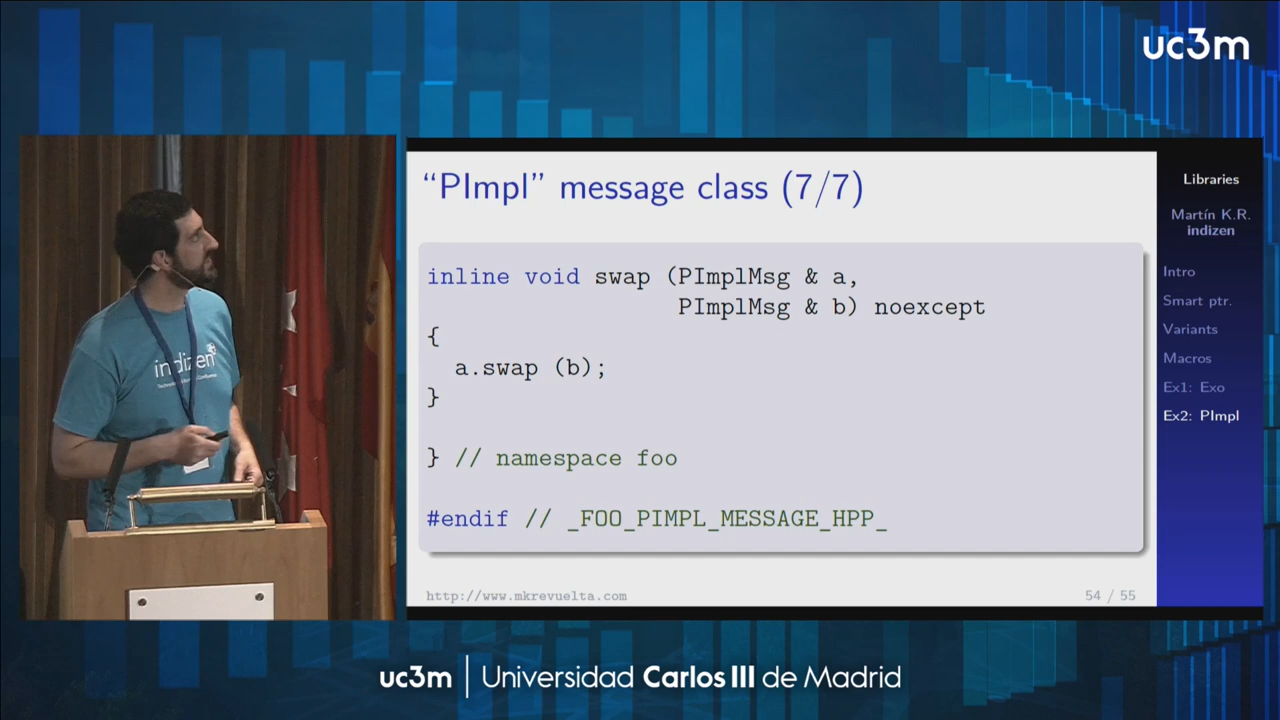 uc3m
indizen
"PImpl" message class (7/7)
inline void swap (PImplMsg & a,
PImplMsg & b) noexcept
{
a.swap (b);
}
} // namespace foo
#endif // _FOO_PIMPL_MESSAGE_HPP_
http://www.mkrevuelta.com
54 / 55
Libraries
Martín K.R.
indizen
Intro
Smart ptr.
Variants
Macros
Ex1: Exo
Ex2: PImpl
uc3m | Universidad Carlos III de Madrid